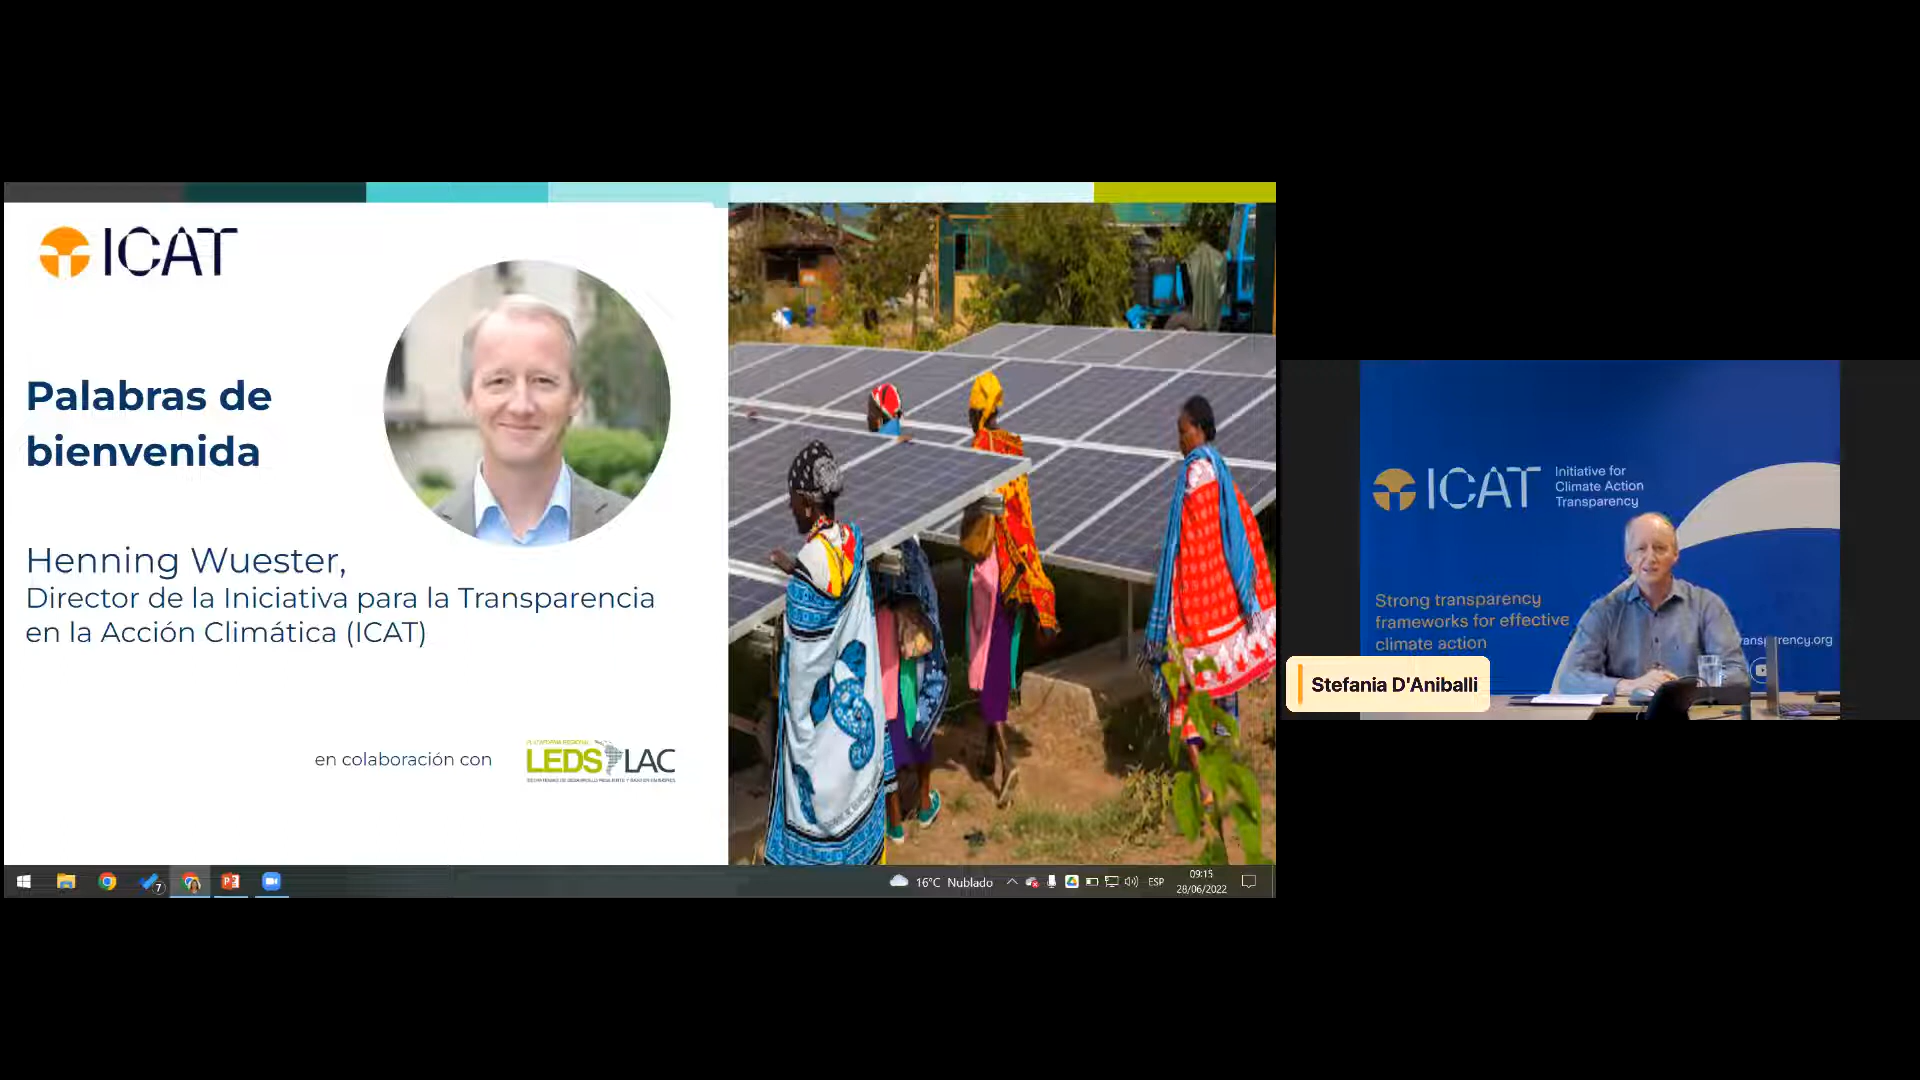 ICAT
Palabras de
bienvenida
Henning Wuester,
Director de la Iniciativa para la Transparencia
en la Acción Climática (ICAT)
en colaboración con
PLATAFORMA REGIONAL
LEDS LAC
ICAT
Initiative for
Climate Action
Transparency
Strong transparency
frameworks for effective
climate action
Stefania D'Aniballi
7
16°C Nublado
ESP
09:15
28/06/2022